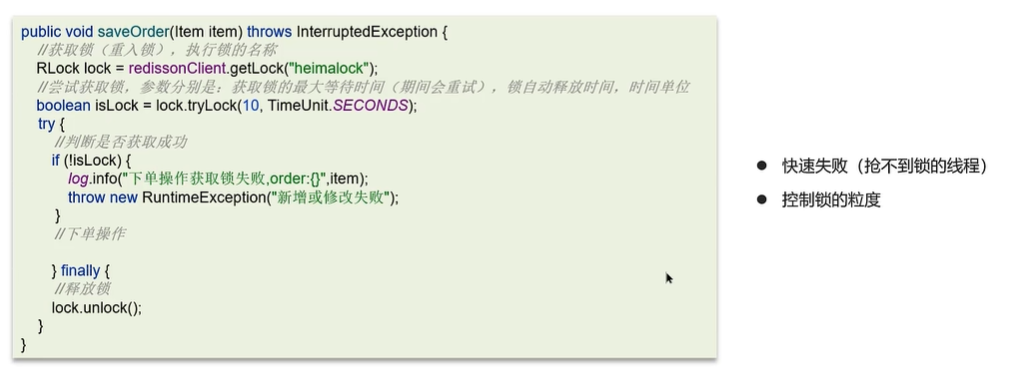 public void saveOrder(Item item) throws InterruptedException {
//获取锁（重入锁），执行锁的名称
RLock lock = redissonClient.getLock("heimalock");
//尝试获取锁，参数分别是：获取锁的最大等待时间（期间会重试），锁自动释放时间，时间单位
boolean isLock = lock.tryLock(10, TimeUnit.SECONDS);
try {
//判断是否获取成功
if (!isLock) {
log.info("下单操作获取锁失败,order:{}",item);
throw new RuntimeException("新增或修改失败");
}
//下单操作
} finally {
//释放锁
lock.unlock();
}
}
● 快速失败（抢不到锁的线程）
● 控制锁的粒度